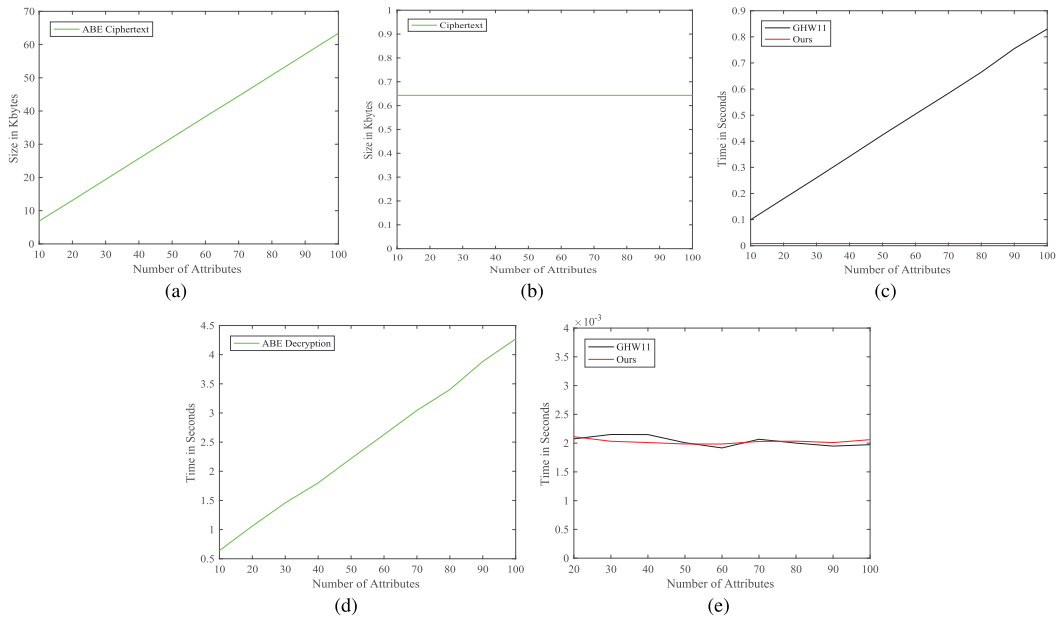 ABE Ciphertext
Size in Kbytes
70
60
50
40
30
20
10
0
10 20 30 40 50 60 70 80 90 100
Number of Attributes
(a)
Ciphertext
Size in Kbytes
1
0.9
0.8
0.7
0.6
0.5
0.4
0.3
0.2
0.1
0
10 20 30 40 50 60 70 80 90 100
Number of Attributes
(b)
GHW11
Ours
Time in Seconds
0.9
0.8
0.7
0.6
0.5
0.4
0.3
0.2
0.1
0
10 20 30 40 50 60 70 80 90 100
Number of Attributes
(c)
ABE Decryption
Time in Seconds
4.5
4
3.5
3
2.5
2
1.5
1
0.5
10 20 30 40 50 60 70 80 90 100
Number of Attributes
(d)
×10⁻³
GHW11
Ours
Time in Seconds
4
3.5
3
2.5
2
1.5
1
0.5
0
20 30 40 50 60 70 80 90 100
Number of Attributes
(e)